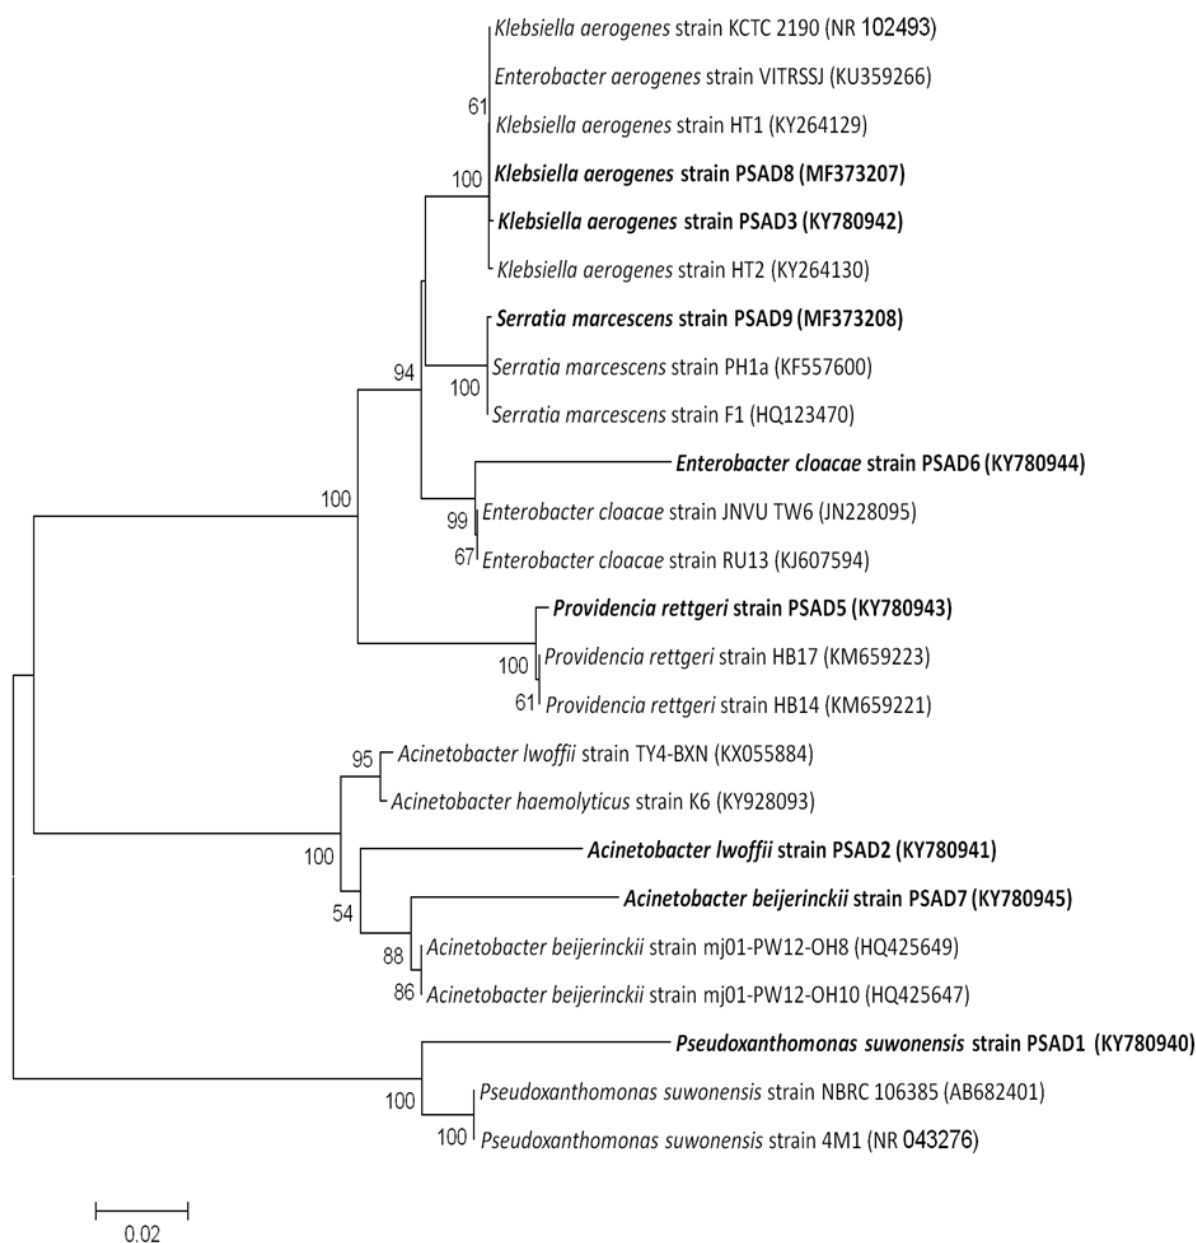 Klebsiella aerogenes strain KCTC 2190 (NR 102493)
Enterobacter aerogenes strain VITRSSJ (KU359266)
61
Klebsiella aerogenes strain HT1 (KY264129)
100
Klebsiella aerogenes strain PSAD8 (MF373207)
Klebsiella aerogenes strain PSAD3 (KY780942)
Klebsiella aerogenes strain HT2 (KY264130)
Serratia marcescens strain PSAD9 (MF373208)
94
Serratia marcescens strain PH1a (KF557600)
100
Serratia marcescens strain F1 (HQ123470)
Enterobacter cloacae strain PSAD6 (KY780944)
100
99
Enterobacter cloacae strain JNVU TW6 (JN228095)
67
Enterobacter cloacae strain RU13 (KJ607594)
Providencia rettgeri strain PSAD5 (KY780943)
100
Providencia rettgeri strain HB17 (KM659223)
61
Providencia rettgeri strain HB14 (KM659221)
95
Acinetobacter lwoffii strain TY4-BXN (KX055884)
Acinetobacter haemolyticus strain K6 (KY928093)
100
Acinetobacter lwoffii strain PSAD2 (KY780941)
54
Acinetobacter beijerinckii strain PSAD7 (KY780945)
88
Acinetobacter beijerinckii strain mj01-PW12-OH8 (HQ425649)
86
Acinetobacter beijerinckii strain mj01-PW12-OH10 (HQ425647)
Pseudoxanthomonas suwonensis strain PSAD1 (KY780940)
100
Pseudoxanthomonas suwonensis strain NBRC 106385 (AB682401)
100
Pseudoxanthomonas suwonensis strain 4M1 (NR 043276)
0.02